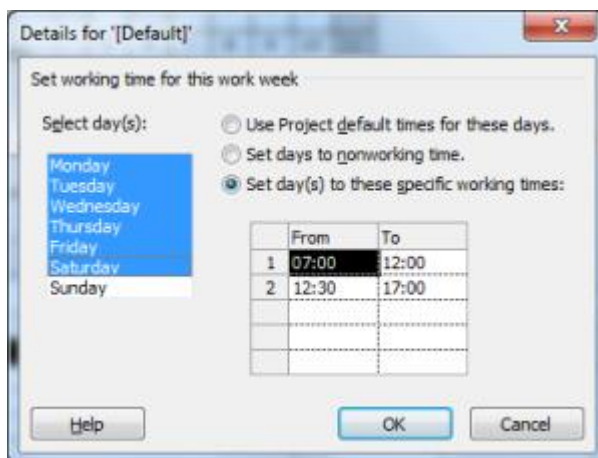 Details for '[Default]'
Set working time for this work week
Select day(s):
Use Project default times for these days.
Set days to nonworking time.
Set day(s) to these specific working times:
Monday
Tuesday
Wednesday
Thursday
Friday
Saturday
Sunday
From To
1 07:00 12:00
2 12:30 17:00
Help OK Cancel